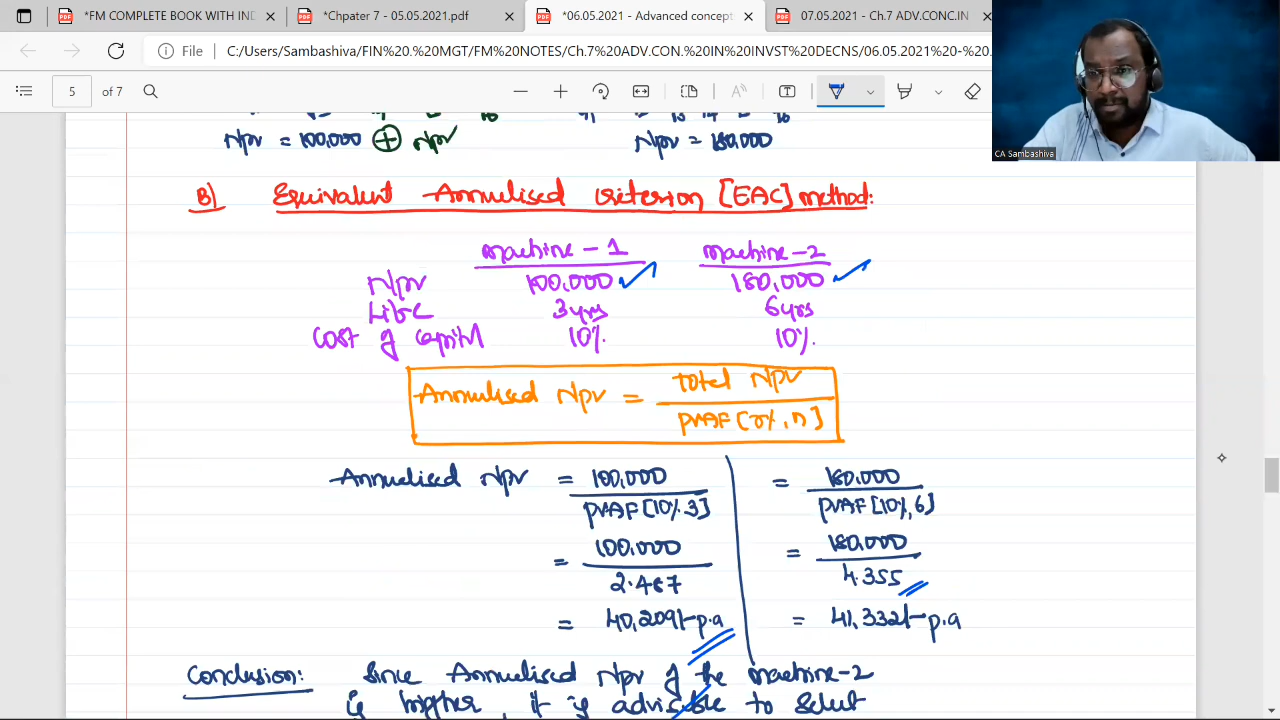 *FM COMPLETE BOOK WITH IND
*Chpater 7 - 05.05.2021.pdf
*06.05.2021 - Advanced concept
07.05.2021 - Ch.7 ADV.CONC.IN
File C:/Users/Sambashiva/FIN%20.%20MGT/FM%20NOTES/Ch.7%20ADV.CON.%20IN%20INVST%20DECNS/06.05.2021%20-%20.
5 of 7
CA Sambashiva
NPV = 100,000 + NPV NPV = 180,000
B) Equivalent Annulised criterion [EAC] method:
Machine - 1 Machine - 2
NPV 100,000 180,000
Life 3yrs 6yrs
Cost of capital 10% 10%
Annulised NPV = Total NPV
PVAF[r%, n]
Annulised NPV = 100,000 = 180,000
PVAF[10%, 3] PVAF[10%, 6]
= 100,000 = 180,000
2.487 4.355
= 40,209/- p.a = 41,332/- p.a
Conclusion: Since Annulised NPV of the machine-2
is higher, it is advisible to select